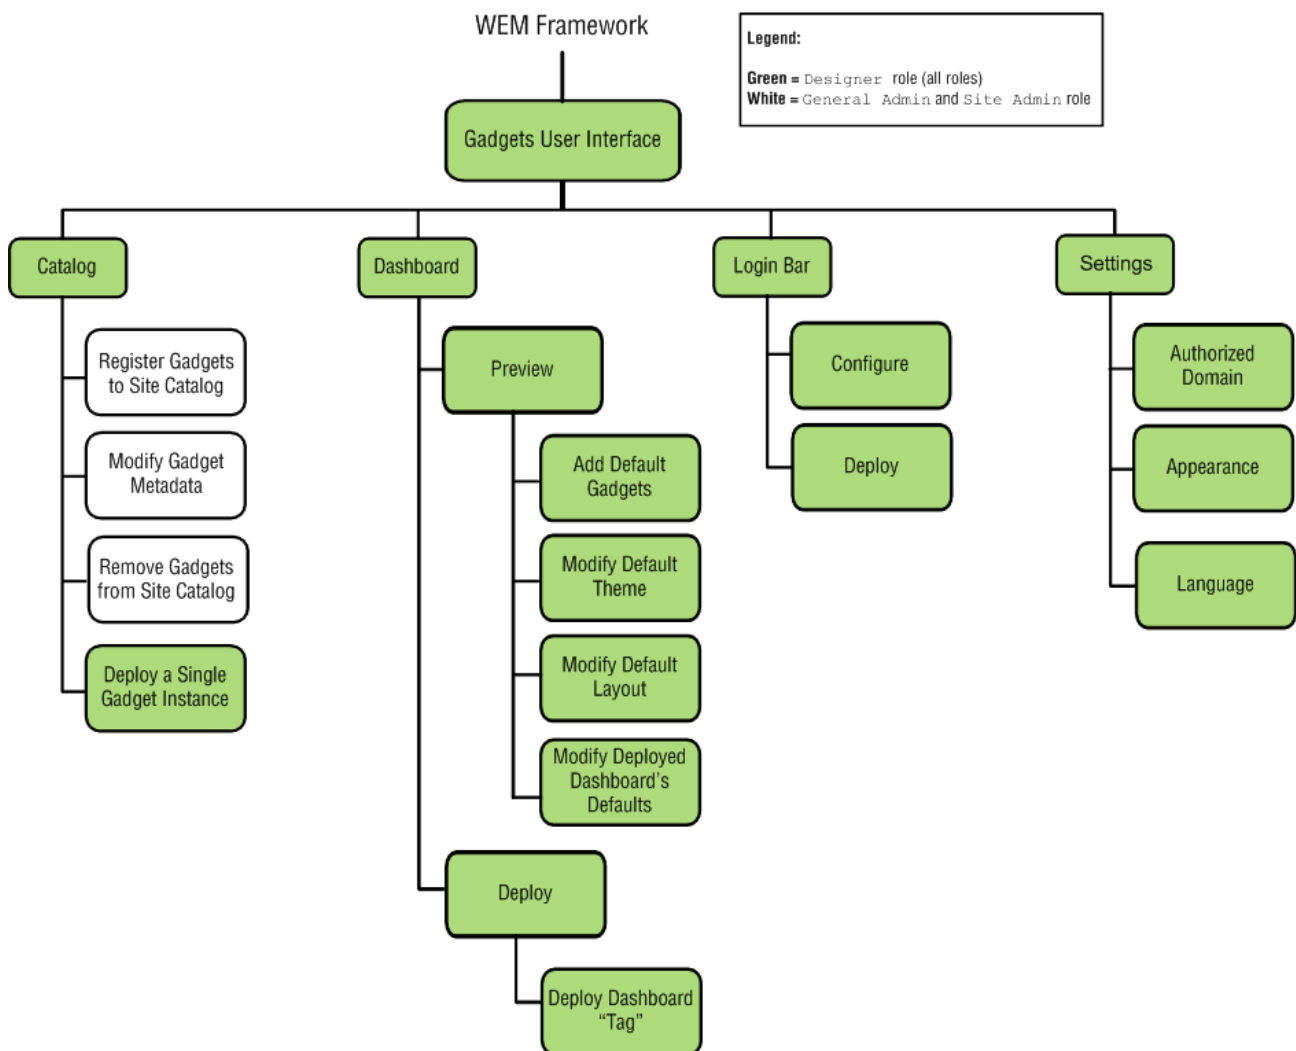 WEM Framework
Legend:
Green = Designer role (all roles)
White = General Admin and Site Admin role
Gadgets User Interface
Catalog
Dashboard
Login Bar
Settings
Register Gadgets
to Site Catalog
Modify Gadget
Metadata
Remove Gadgets
from Site Catalog
Deploy a Single
Gadget Instance
Preview
Add Default
Gadgets
Modify Default
Theme
Modify Default
Layout
Modify Deployed
Dashboard's
Defaults
Deploy
Deploy Dashboard
“Tag”
Configure
Deploy
Authorized
Domain
Appearance
Language